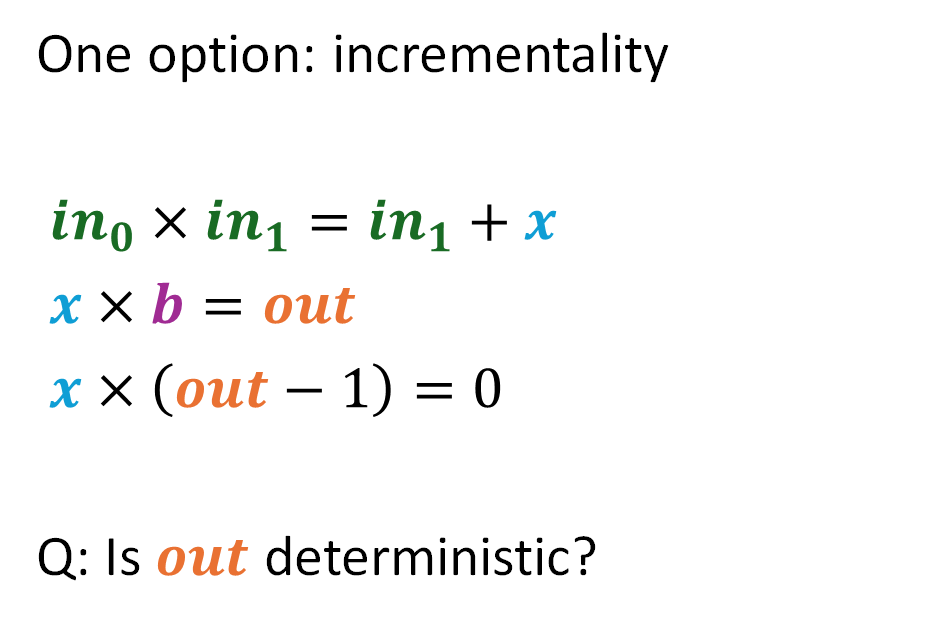 One option: incrementality
in₀ × in₁ = in₁ + x
x × b = out
x × (out − 1) = 0
Q: Is out deterministic?